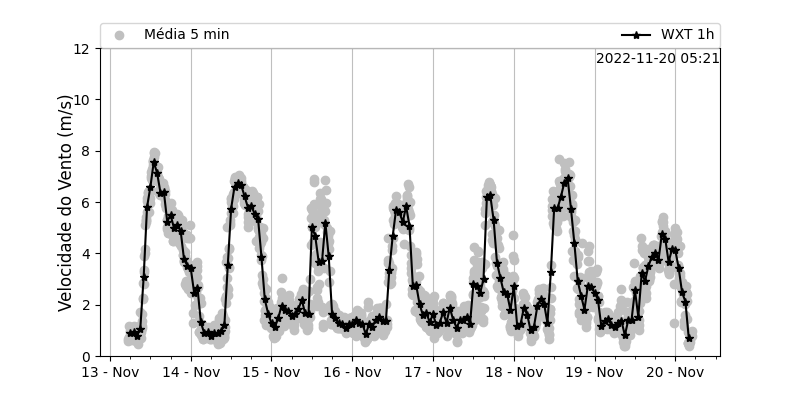 Média 5 min
WXT 1h
2022-11-20 05:21
Velocidade do Vento (m/s)
12
10
8
6
4
2
0
13 - Nov
14 - Nov
15 - Nov
16 - Nov
17 - Nov
18 - Nov
19 - Nov
20 - Nov